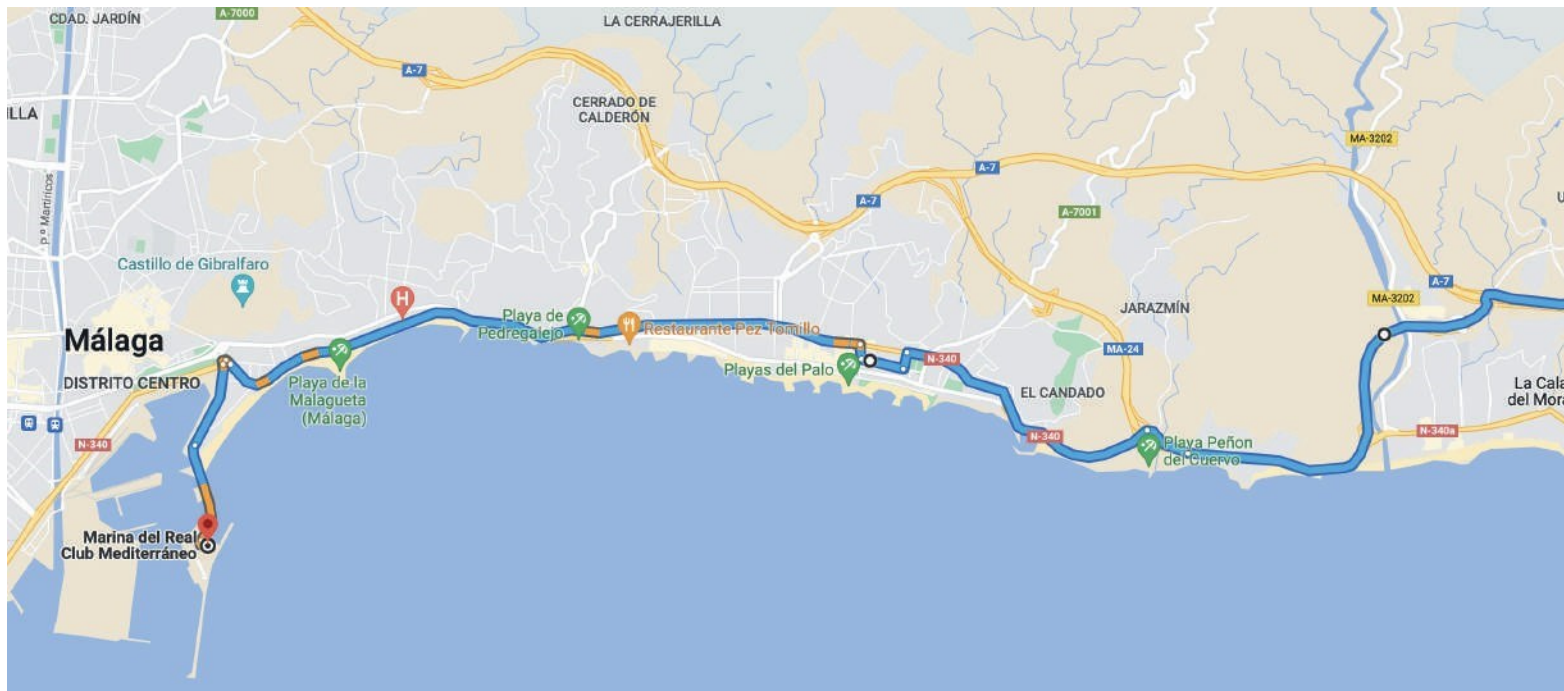 CDAD. JARDÍN
A-7000
LA CERRAJERILLA
A-7
ILLA
CERRADO DE
CALDERÓN
MA-3202
A-7
A-7
P.º Martiricos
A-7001
Castillo de Gibralfaro
A-7
MA-3202
H
JARAZMÍN
Playa de
Pedregalejo
Restaurante Pez Tornillo
Málaga
MA-24
N-340
DISTRITO CENTRO
Playas del Palo
Playa de la
Malagueta
(Málaga)
EL CANDADO
La Cala
del Mora
N-340
N-340
N-340a
Playa Peñon
del Cuervo
Marina del Real
Club Mediterráneo